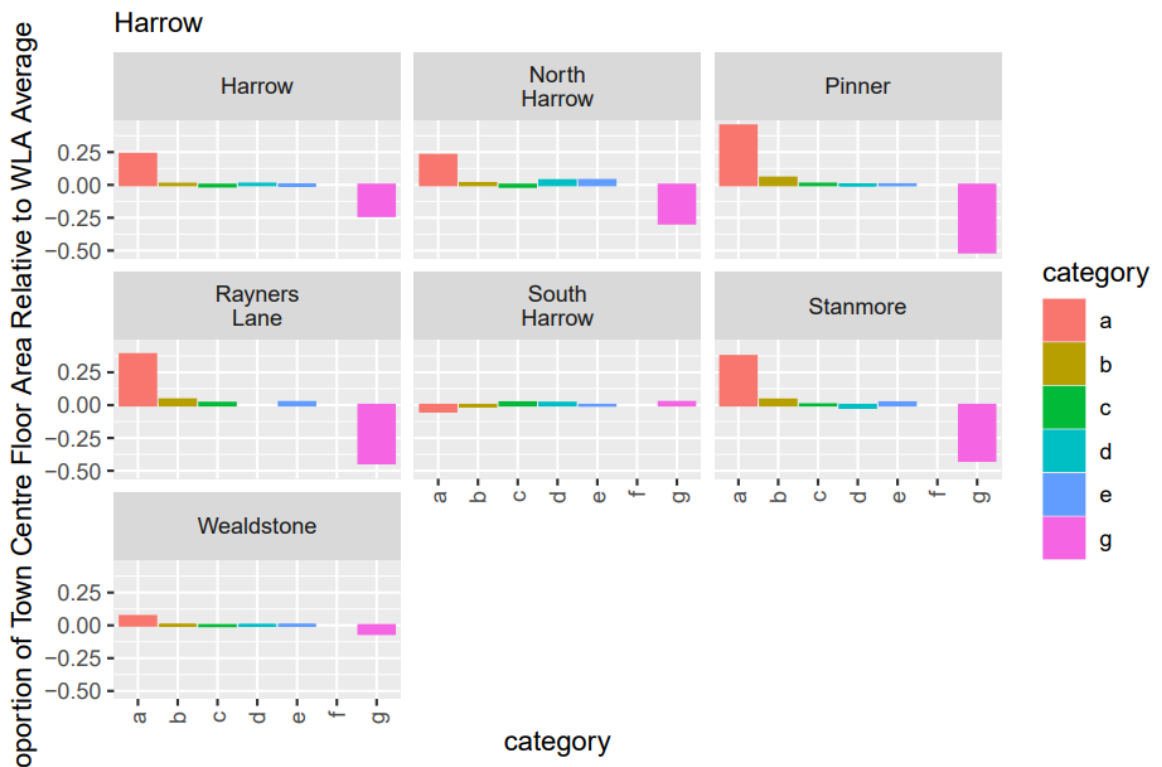 Harrow
oportion of Town Centre Floor Area Relative to WLA Average
Harrow
North
Harrow
Pinner
0.25
0.00
−0.25
−0.50
Rayners
Lane
South
Harrow
Stanmore
0.25
0.00
−0.25
−0.50
a b c d e f g
a b c d e f g
Wealdstone
0.25
0.00
−0.25
−0.50
a b c d e f g
category
category
a
b
c
d
e
g